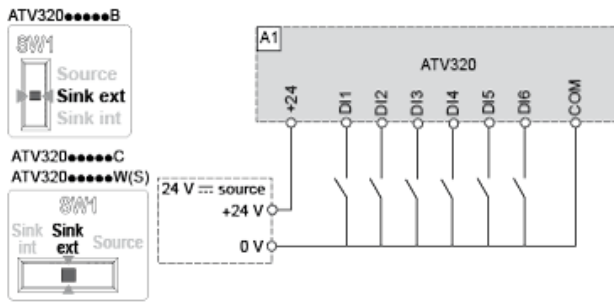 ATV320●●●●●B
SW1
Source
Sink ext
Sink int
ATV320●●●●●C
ATV320●●●●●W(S)
SW1
Sink int
Sink ext
Source
A1
ATV320
+24
DI1
DI2
DI3
DI4
DI5
DI6
COM
24 V ⎓ source
+24 V
0 V